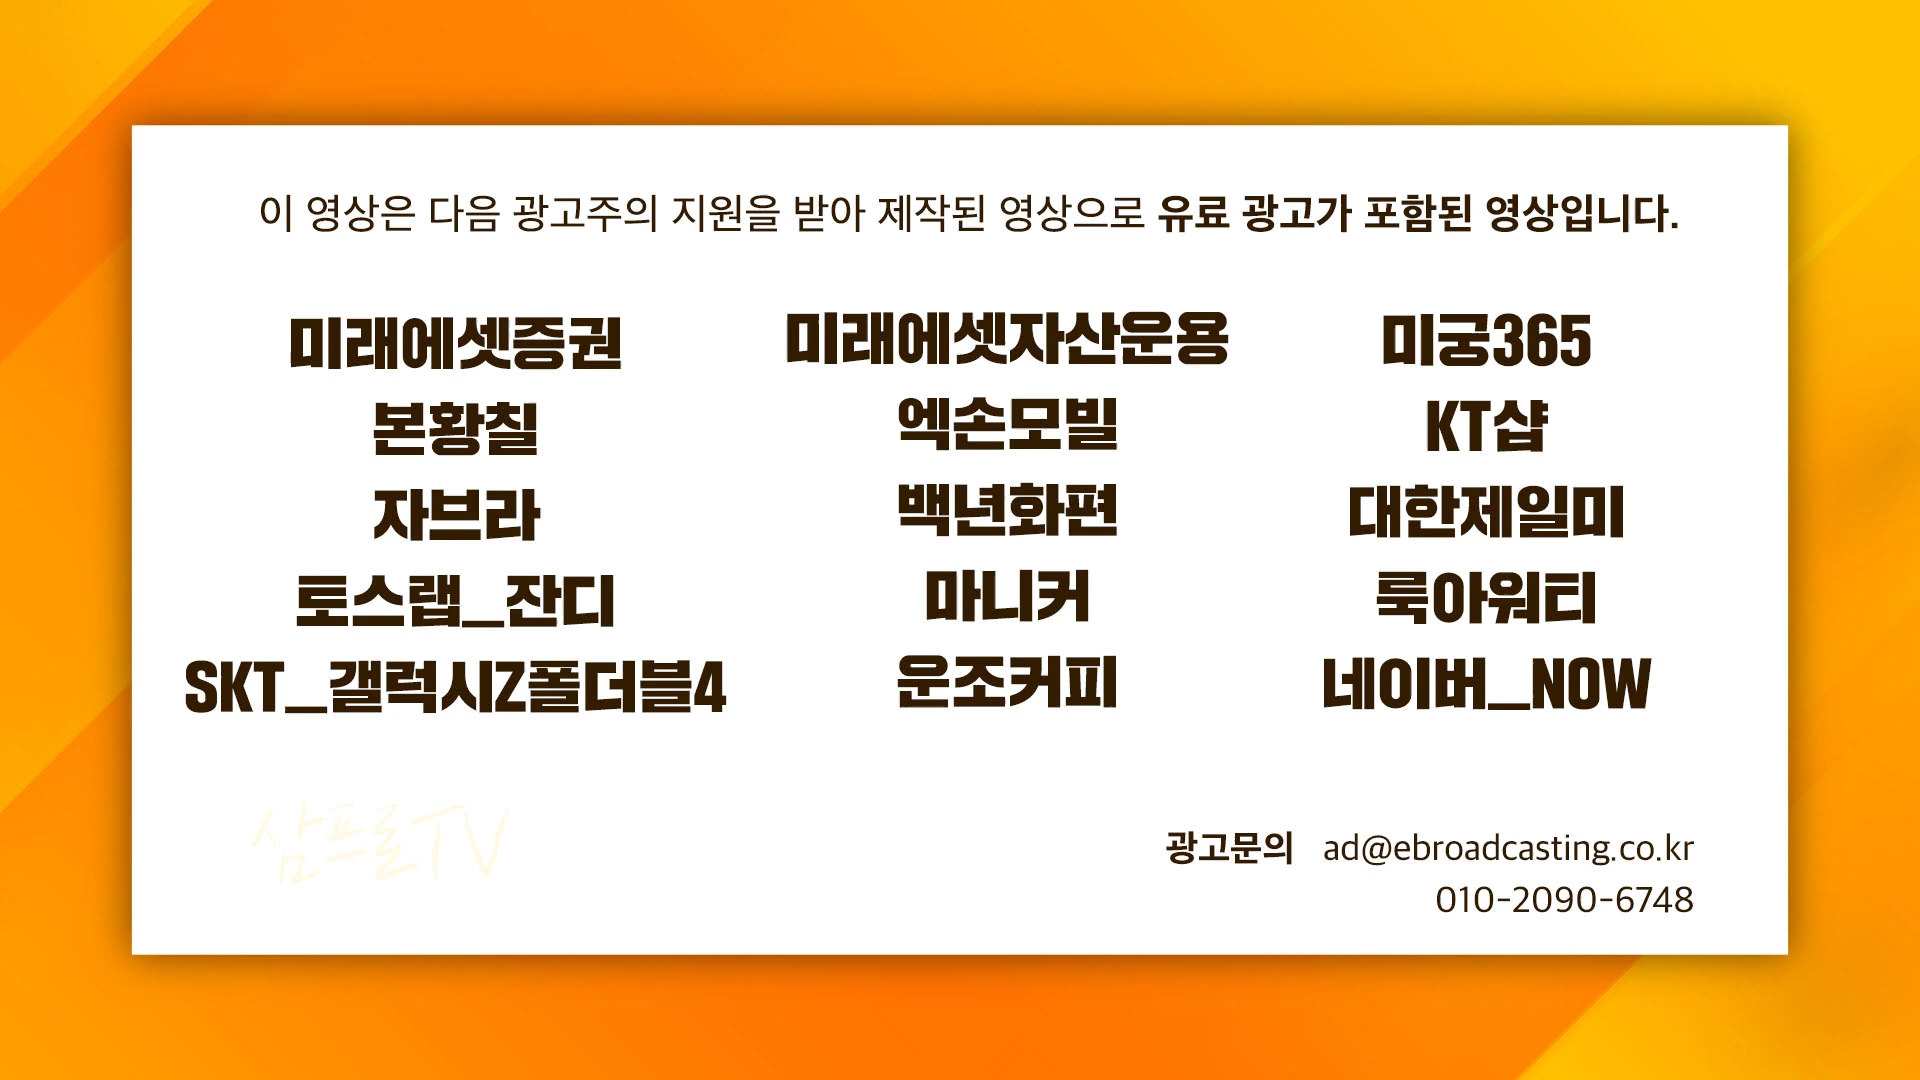 이 영상은 다음 광고주의 지원을 받아 제작된 영상으로 유료 광고가 포함된 영상입니다.
미래에셋증권
본황칠
자브라
토스랩_잔디
SKT_갤럭시Z폴더블4
미래에셋자산운용
엑손모빌
백년화편
마니커
운조커피
미궁365
KT샵
대한제일미
룩아워티
네이버_NOW
삼프로TV
광고문의 ad@ebroadcasting.co.kr
010-2090-6748